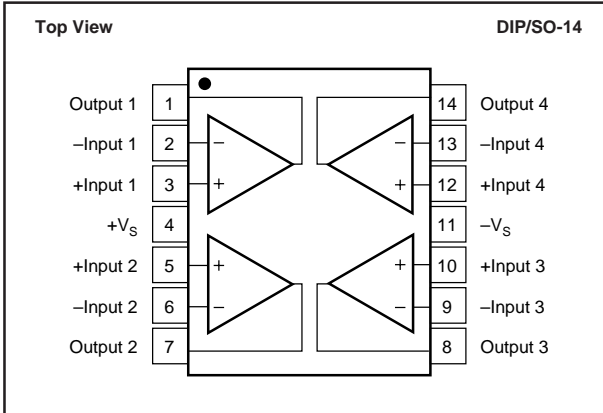 Top View
DIP/SO-14
Output 1 1 14 Output 4
–Input 1 2 – – 13 –Input 4
+Input 1 3 + + 12 +Input 4
+VS 4 11 –VS
+Input 2 5 + + 10 +Input 3
–Input 2 6 – – 9 –Input 3
Output 2 7 8 Output 3